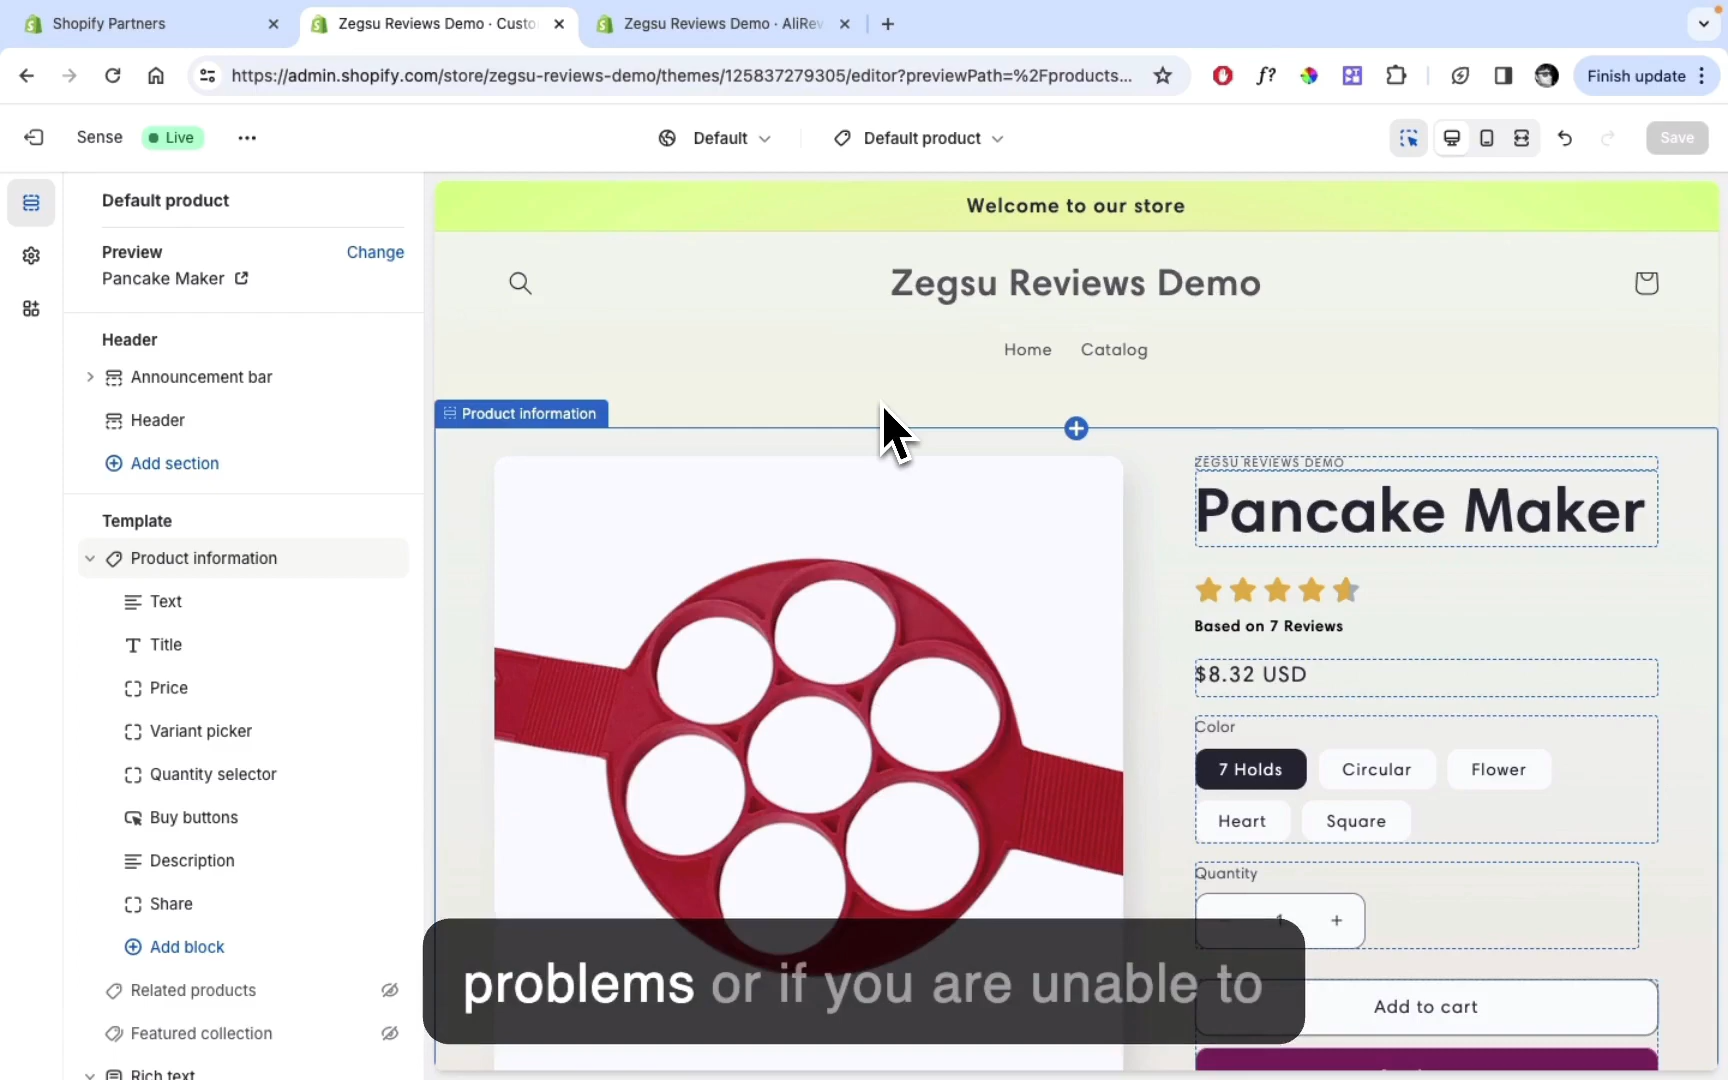 Shopify Partners
Zegsu Reviews Demo · Custo
Zegsu Reviews Demo · AliRev
https://admin.shopify.com/store/zegsu-reviews-demo/themes/125837279305/editor?previewPath=%2Fproducts...
f?
Finish update
Sense
Live
Default
Default product
Save
Default product
Preview
Change
Pancake Maker
Header
Announcement bar
Header
Add section
Template
Product information
Text
Title
Price
Variant picker
Quantity selector
Buy buttons
Description
Share
Add block
Related products
Featured collection
Rich text
Welcome to our store
Zegsu Reviews Demo
Home Catalog
Product information
ZEGSU REVIEWS DEMO
Pancake Maker
Based on 7 Reviews
$8.32 USD
Color
7 Holds Circular Flower
Heart Square
Quantity
1 +
Add to cart
problems or if you are unable to